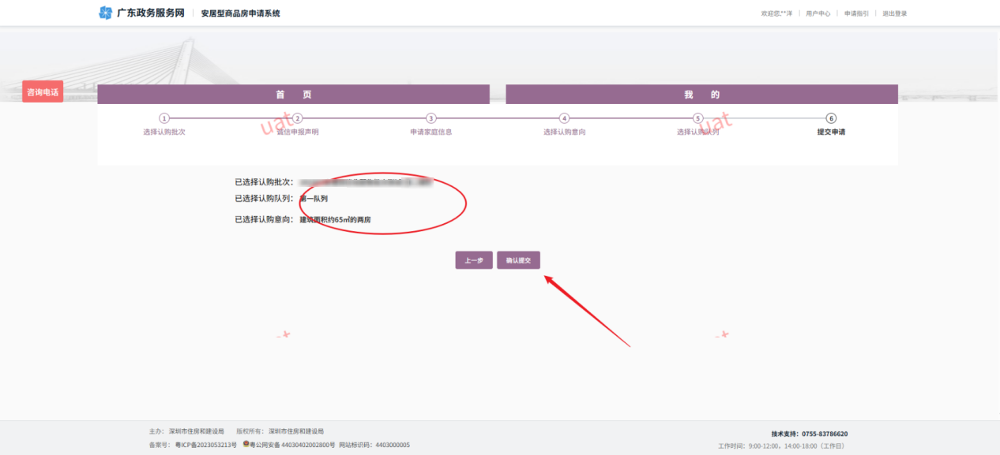 广东政务服务网 安居型商品房申请系统 欢迎您,**洋 用户中心 申请指引 退出登录
咨询电话
首 页 我 的
1 2 3 4 5 6
选择认购批次 诚信申报声明 申请家庭信息 选择认购意向 选择认购队列 提交申请
uat uat
已选择认购批次：
已选择认购队列： 第一队列
已选择认购意向： 建筑面积约65㎡的两房
上一步 确认提交
主办： 深圳市住房和建设局 版权所有： 深圳市住房和建设局
技术支持：0755-83786620
备案号： 粤ICP备2023053213号 粤公网安备 44030402002800号 网站标识码：4403000005
工作时间：9:00-12:00，14:00-18:00（工作日）